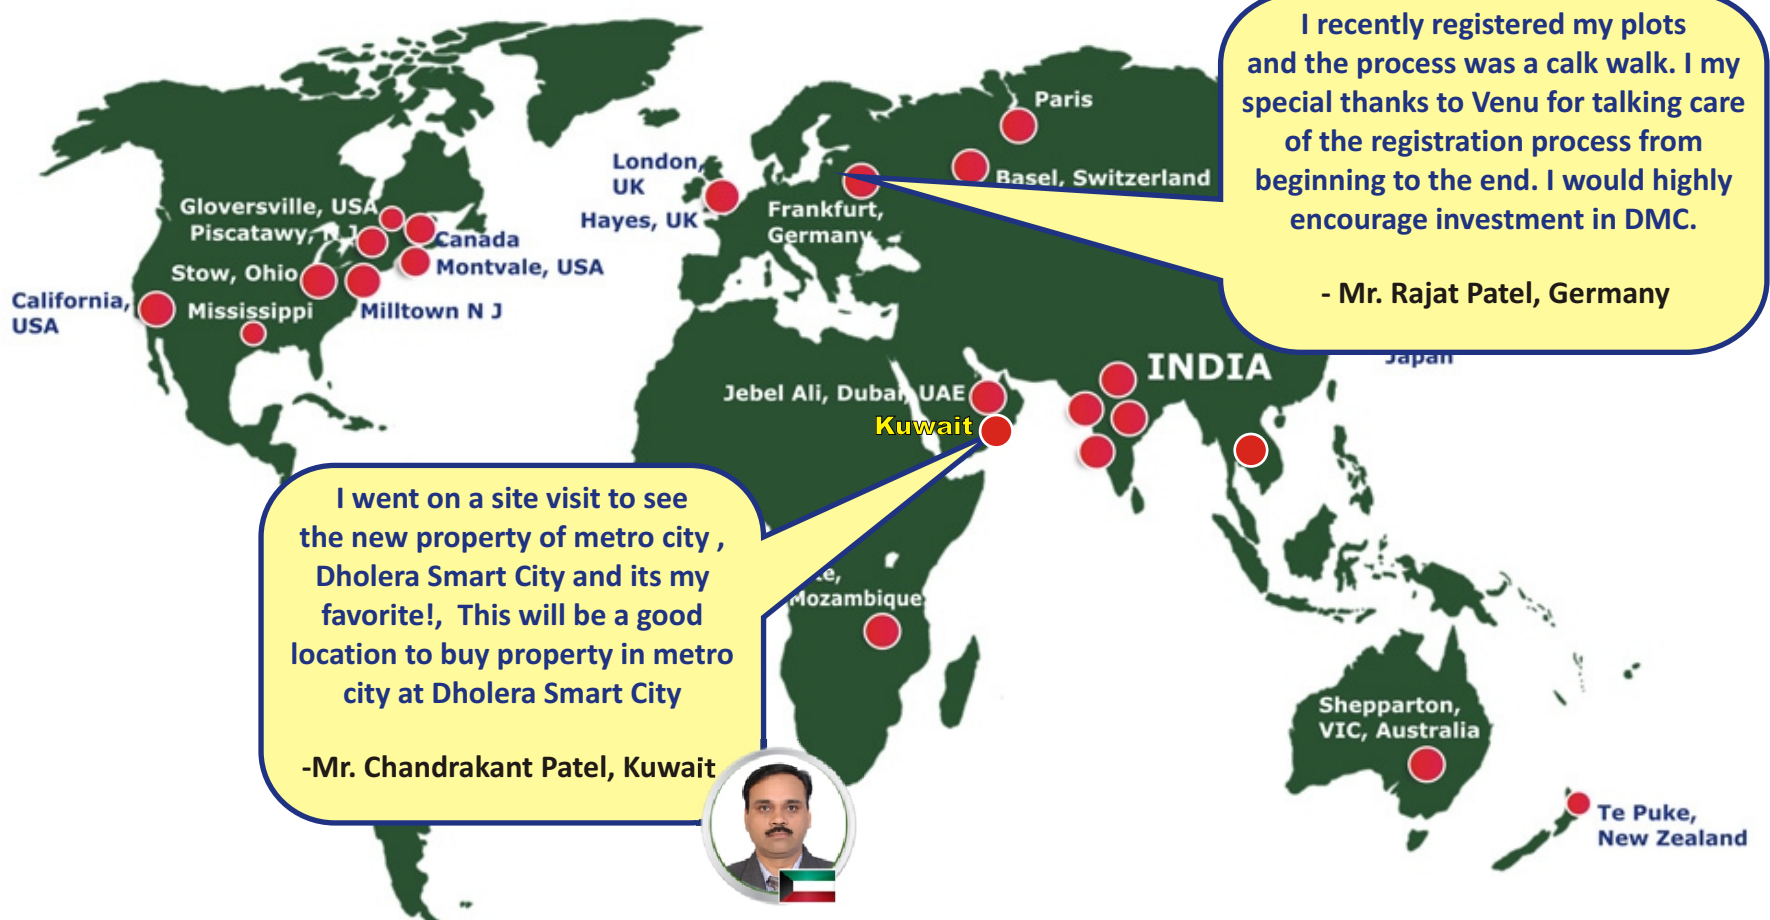 I recently registered my plots
and the process was a calk walk. I my
special thanks to Venu for talking care
of the registration process from
beginning to the end. I would highly
encourage investment in DMC.
- Mr. Rajat Patel, Germany
Paris
London,
UK
Basel, Switzerland
Hayes, UK
Frankfurt,
Germany
Gloversville, USA
Piscatawy, N J
Canada
Montvale, USA
Stow, Ohio
California,
USA
Mississippi
Milltown N J
Japan
INDIA
Jebel Ali, Dubai, UAE
Kuwait
I went on a site visit to see
the new property of metro city ,
Dholera Smart City and its my
favorite!, This will be a good
location to buy property in metro
city at Dholera Smart City
-Mr. Chandrakant Patel, Kuwait
Mozambique
Shepparton,
VIC, Australia
Te Puke,
New Zealand